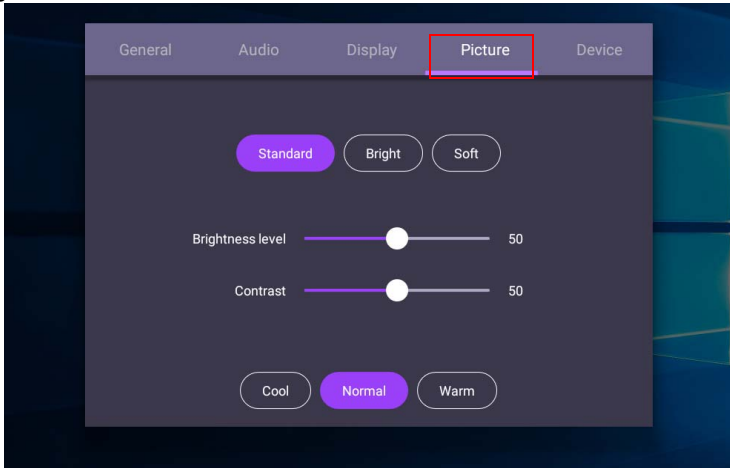 General Audio Display Picture Device
Standard Bright Soft
Brightness level 50
Contrast 50
Cool Normal Warm